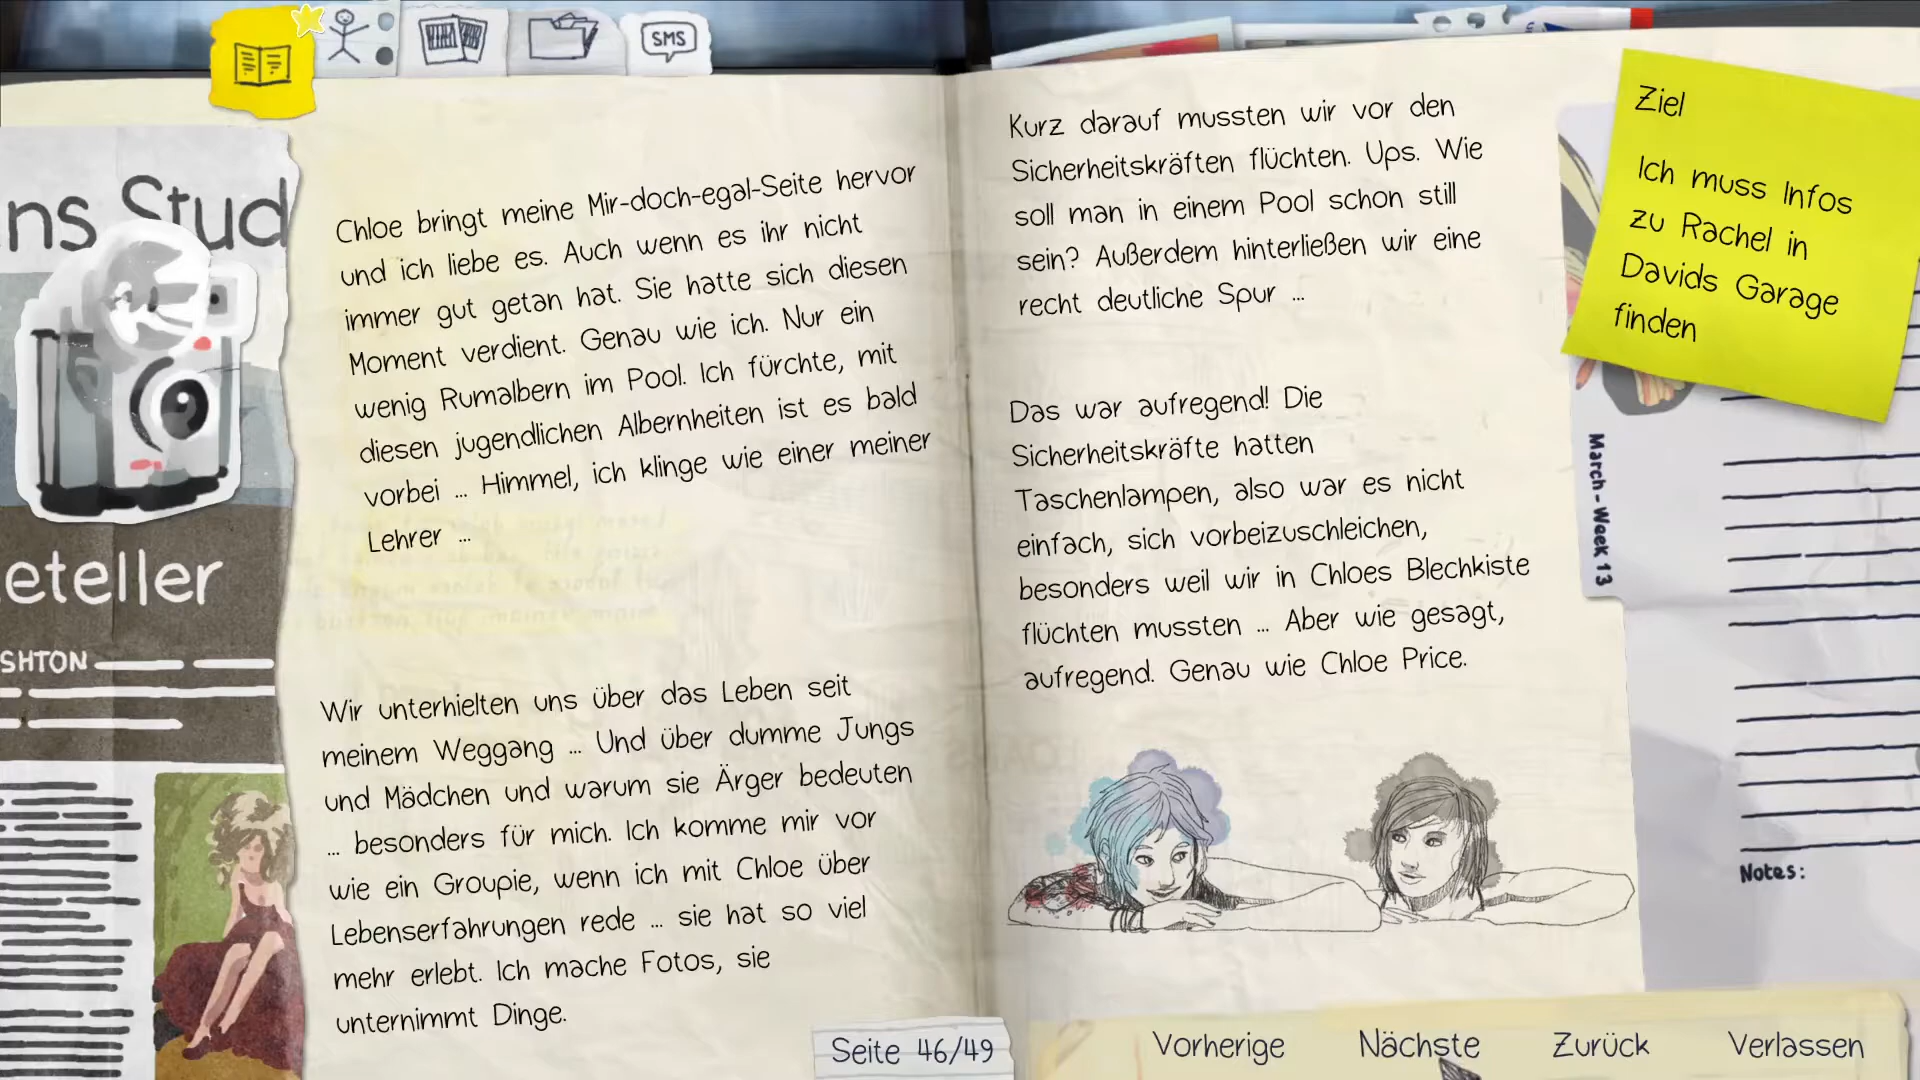 SMS
ns Stud
eteller
SHTON
Chloe bringt meine Mir-doch-egal-Seite hervor
und ich liebe es. Auch wenn es ihr nicht
immer gut getan hat. Sie hatte sich diesen
Moment verdient. Genau wie ich. Nur ein
wenig Rumalbern im Pool. Ich fürchte, mit
diesen jugendlichen Albernheiten ist es bald
vorbei ... Himmel, ich klinge wie einer meiner
Lehrer ...
Wir unterhielten uns über das Leben seit
meinem Weggang ... Und über dumme Jungs
und Mädchen und warum sie Ärger bedeuten
... besonders für mich. Ich komme mir vor
wie ein Groupie, wenn ich mit Chloe über
Lebenserfahrungen rede ... sie hat so viel
mehr erlebt. Ich mache Fotos, sie
unternimmt Dinge.
Kurz darauf mussten wir vor den
Sicherheitskräften flüchten. Ups. Wie
soll man in einem Pool schon still
sein? Außerdem hinterließen wir eine
recht deutliche Spur ...
Das war aufregend! Die
Sicherheitskräfte hatten
Taschenlampen, also war es nicht
einfach, sich vorbeizuschleichen,
besonders weil wir in Chloes Blechkiste
flüchten mussten ... Aber wie gesagt,
aufregend. Genau wie Chloe Price.
Ziel
Ich muss Infos
zu Rachel in
Davids Garage
finden
March - Week 13
Notes:
Seite 46/49
Vorherige
Nächste
Zurück
Verlassen